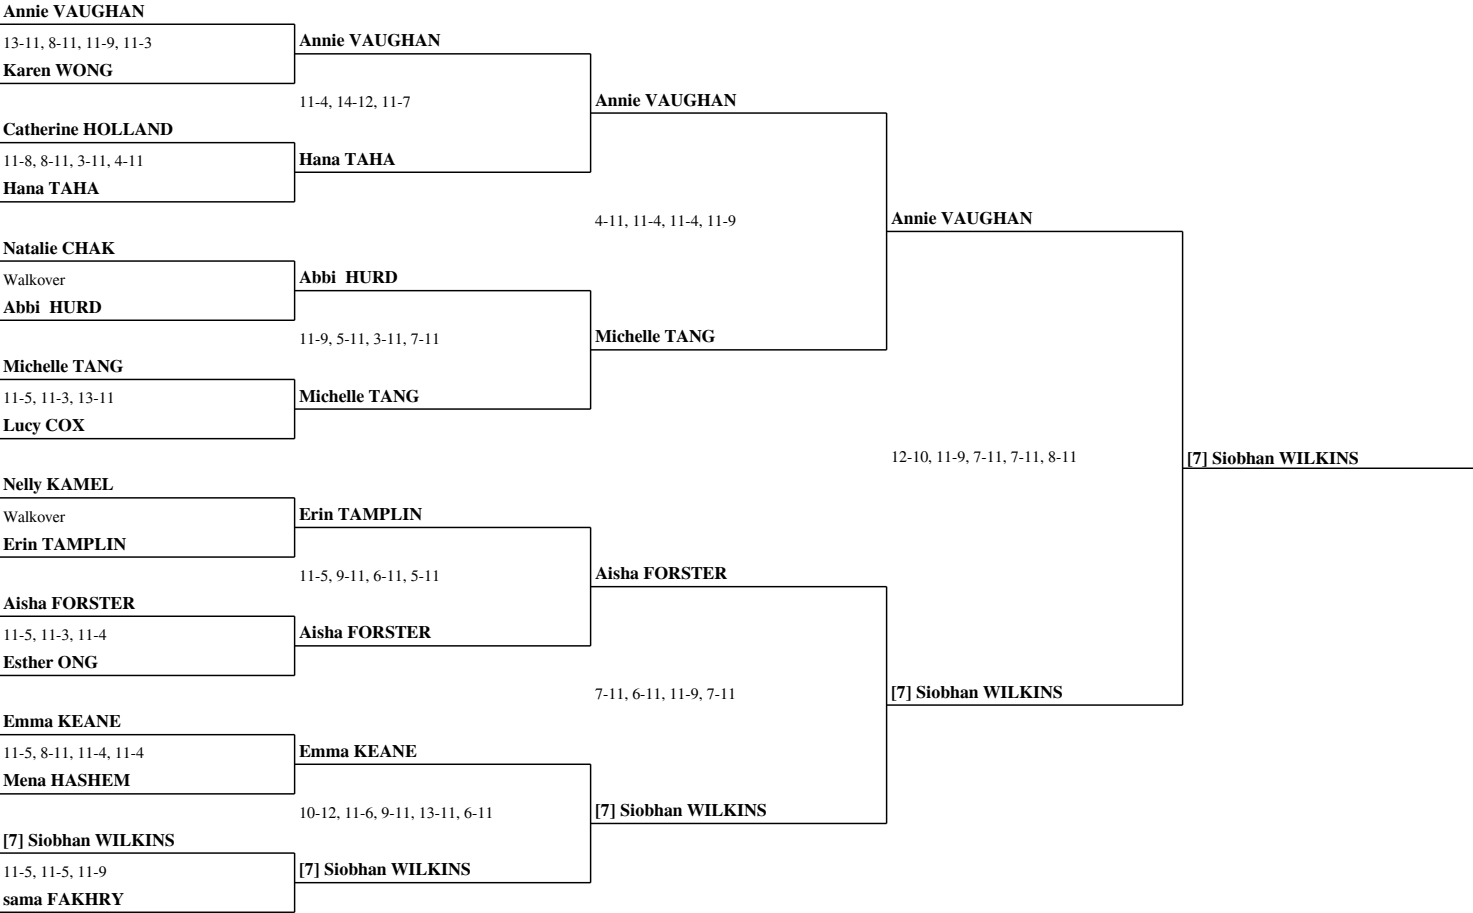 Annie VAUGHAN
13-11, 8-11, 11-9, 11-3
Karen WONG
Catherine HOLLAND
11-8, 8-11, 3-11, 4-11
Hana TAHA
Natalie CHAK
Walkover
Abbi  HURD
Michelle TANG
11-5, 11-3, 13-11
Lucy COX
Nelly KAMEL
Walkover
Erin TAMPLIN
Aisha FORSTER
11-5, 11-3, 11-4
Esther ONG
Emma KEANE
11-5, 8-11, 11-4, 11-4
Mena HASHEM
[7] Siobhan WILKINS
11-5, 11-5, 11-9
sama FAKHRY
Annie VAUGHAN
11-4, 14-12, 11-7
Hana TAHA
Abbi  HURD
11-9, 5-11, 3-11, 7-11
Michelle TANG
Erin TAMPLIN
11-5, 9-11, 6-11, 5-11
Aisha FORSTER
Emma KEANE
10-12, 11-6, 9-11, 13-11, 6-11
[7] Siobhan WILKINS
Annie VAUGHAN
4-11, 11-4, 11-4, 11-9
Michelle TANG
Aisha FORSTER
7-11, 6-11, 11-9, 7-11
[7] Siobhan WILKINS
Annie VAUGHAN
12-10, 11-9, 7-11, 7-11, 8-11
[7] Siobhan WILKINS
[7] Siobhan WILKINS